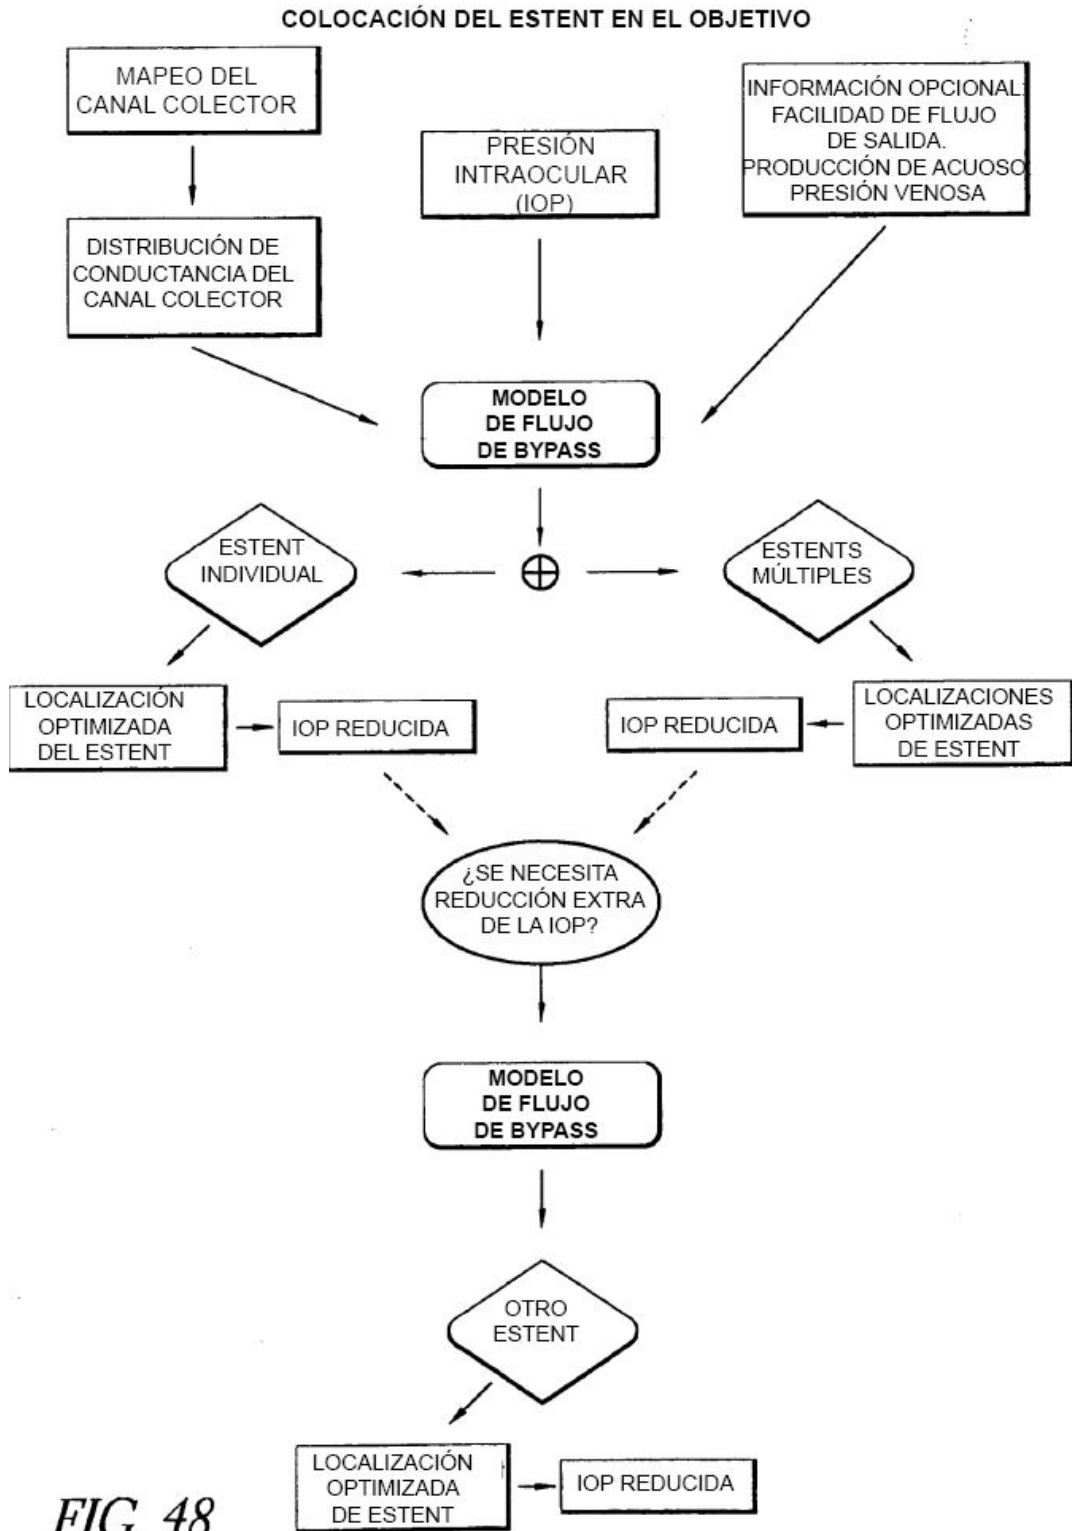 COLOCACIÓN DEL ESTENT EN EL OBJETIVO
MAPEO DEL
CANAL COLECTOR
DISTRIBUCIÓN DE
CONDUCTANCIA DEL
CANAL COLECTOR
PRESIÓN
INTRAOCULAR
(IOP)
INFORMACIÓN OPCIONAL:
FACILIDAD DE FLUJO
DE SALIDA.
PRODUCCIÓN DE ACUOSO
PRESIÓN VENOSA
MODELO
DE FLUJO
DE BYPASS
ESTENT
INDIVIDUAL
ESTENTS
MÚLTIPLES
LOCALIZACIÓN
OPTIMIZADA
DEL ESTENT
IOP REDUCIDA
IOP REDUCIDA
LOCALIZACIONES
OPTIMIZADAS
DE ESTENT
¿SE NECESITA
REDUCCIÓN EXTRA
DE LA IOP?
MODELO
DE FLUJO
DE BYPASS
OTRO
ESTENT
LOCALIZACIÓN
OPTIMIZADA
DE ESTENT
IOP REDUCIDA
FIG. 48